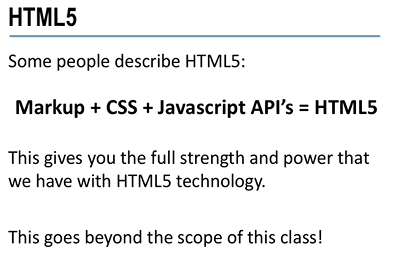 HTML5
Some people describe HTML5:
Markup + CSS + Javascript API’s = HTML5
This gives you the full strength and power that
we have with HTML5 technology.
This goes beyond the scope of this class!